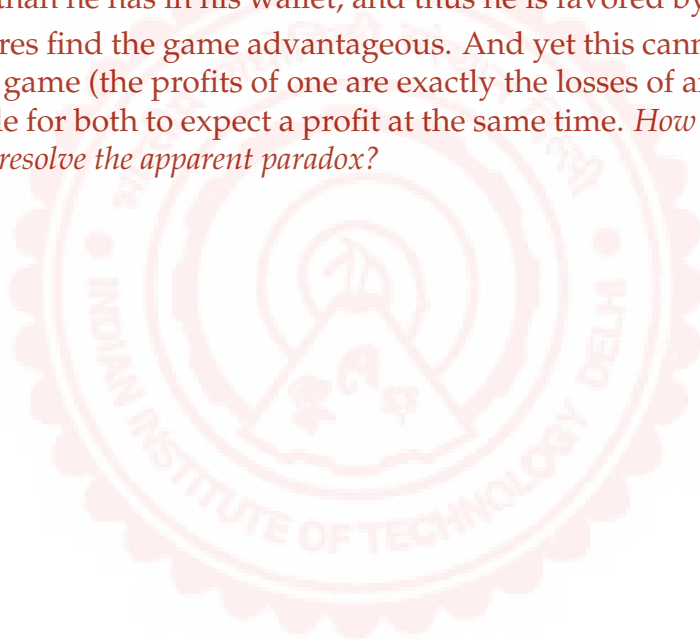 than he has in his wallet, and thus he is favored by
res find the game advantageous. And yet this
game (the profits of one are exactly the losses of
for both to expect a profit at the same time. How
resolve the apparent paradox?
INDIAN INSTITUTE OF TECHNOLOGY DELHI